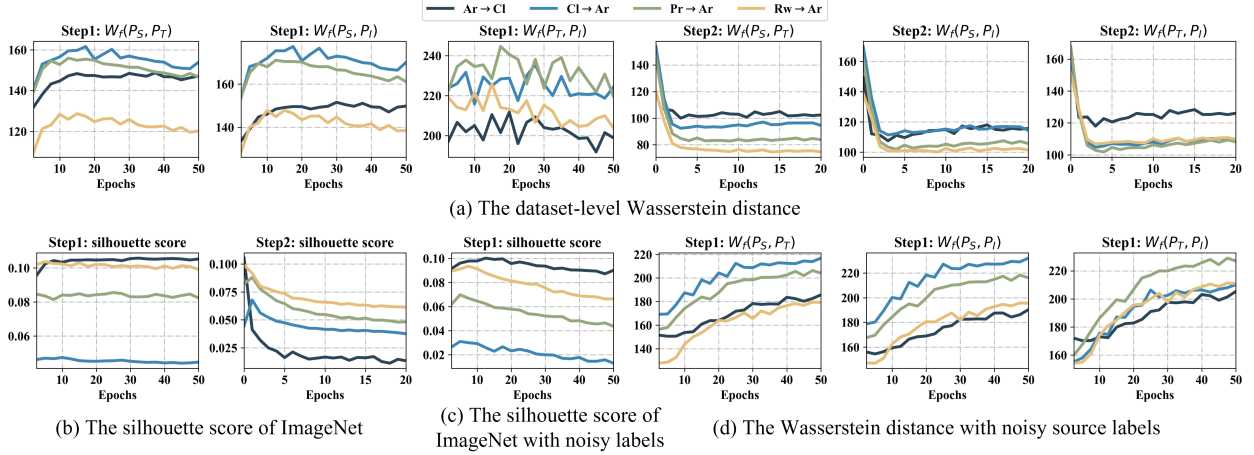 Ar → Cl Cl → Ar Pr → Ar Rw → Ar
Step1: W_f(P_S, P_T) Step1: W_f(P_S, P_I) Step1: W_f(P_T, P_I) Step2: W_f(P_S, P_T) Step2: W_f(P_S, P_I) Step2: W_f(P_T, P_I)
160
140
120
10 20 30 40 50
Epochs
160
140
10 20 30 40 50
Epochs
240
220
200
10 20 30 40 50
Epochs
140
120
100
80
0 5 10 15 20
Epochs
160
140
120
100
0 5 10 15 20
Epochs
160
140
120
100
0 5 10 15 20
Epochs
(a) The dataset-level Wasserstein distance
Step1: silhouette score Step2: silhouette score Step1: silhouette score Step1: W_f(P_S, P_T) Step1: W_f(P_S, P_I) Step1: W_f(P_T, P_I)
0.10
0.08
0.06
10 20 30 40 50
Epochs
0.100
0.075
0.050
0.025
0 5 10 15 20
Epochs
0.10
0.08
0.06
0.04
0.02
10 20 30 40 50
Epochs
220
200
180
160
140
10 20 30 40 50
Epochs
220
200
180
160
10 20 30 40 50
Epochs
220
200
180
160
10 20 30 40 50
Epochs
(b) The silhouette score of ImageNet
(c) The silhouette score of
ImageNet with noisy labels
(d) The Wasserstein distance with noisy source labels